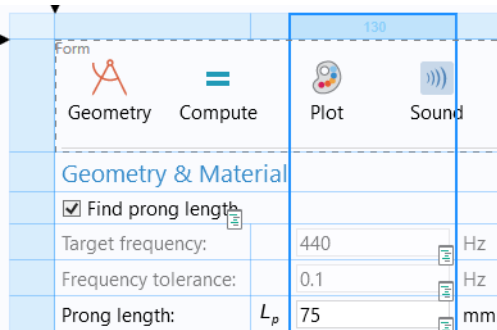 130
Form
Geometry Compute Plot Sound
Geometry & Material
Find prong length
Target frequency: 440 Hz
Frequency tolerance: 0.1 Hz
Prong length: Lp 75 mm